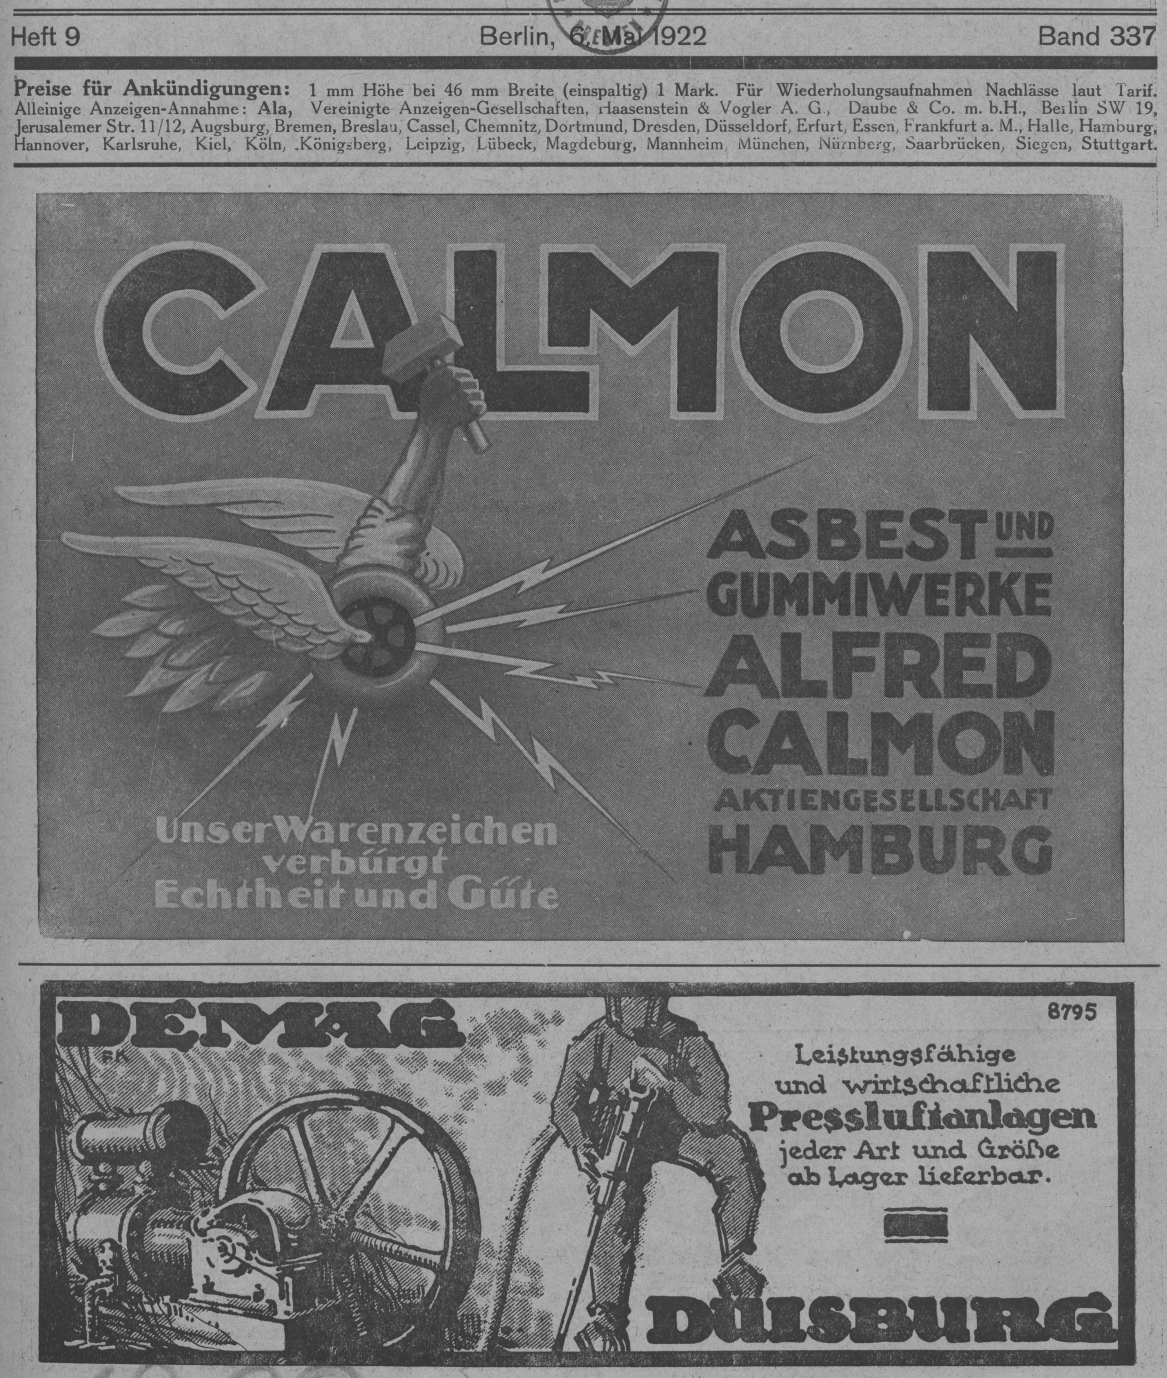 Heft 9
Berlin, 6. Mai 1922
Band 337
Preise für Ankündigungen: 1 mm Höhe bei 46 mm Breite (einspaltig) 1 Mark. Für Wiederholungsaufnahmen Nachlässe laut Tarif.
Alleinige Anzeigen-Annahme: Ala, Vereinigte Anzeigen-Gesellschaften, Haasenstein & Vogler A. G., Daube & Co. m. b.H., Berlin SW 19,
Jerusalemer Str. 11/12, Augsburg, Bremen, Breslau, Cassel, Chemnitz, Dortmund, Dresden, Düsseldorf, Erfurt, Essen, Frankfurt a. M., Halle, Hamburg,
Hannover, Karlsruhe, Kiel, Köln, Königsberg, Leipzig, Lübeck, Magdeburg, Mannheim, München, Nürnberg, Saarbrücken, Siegen, Stuttgart.
CALMON
ASBEST UND
GUMMIWERKE
ALFRED
CALMON
AKTIENGESELLSCHAFT
HAMBURG
Unser Warenzeichen
verbürgt
Echtheit und Güte
DEMAG
8795
Leistungsfähige
und wirtschaftliche
Pressluftanlagen
jeder Art und Größe
ab Lager lieferbar.
DUISBURG